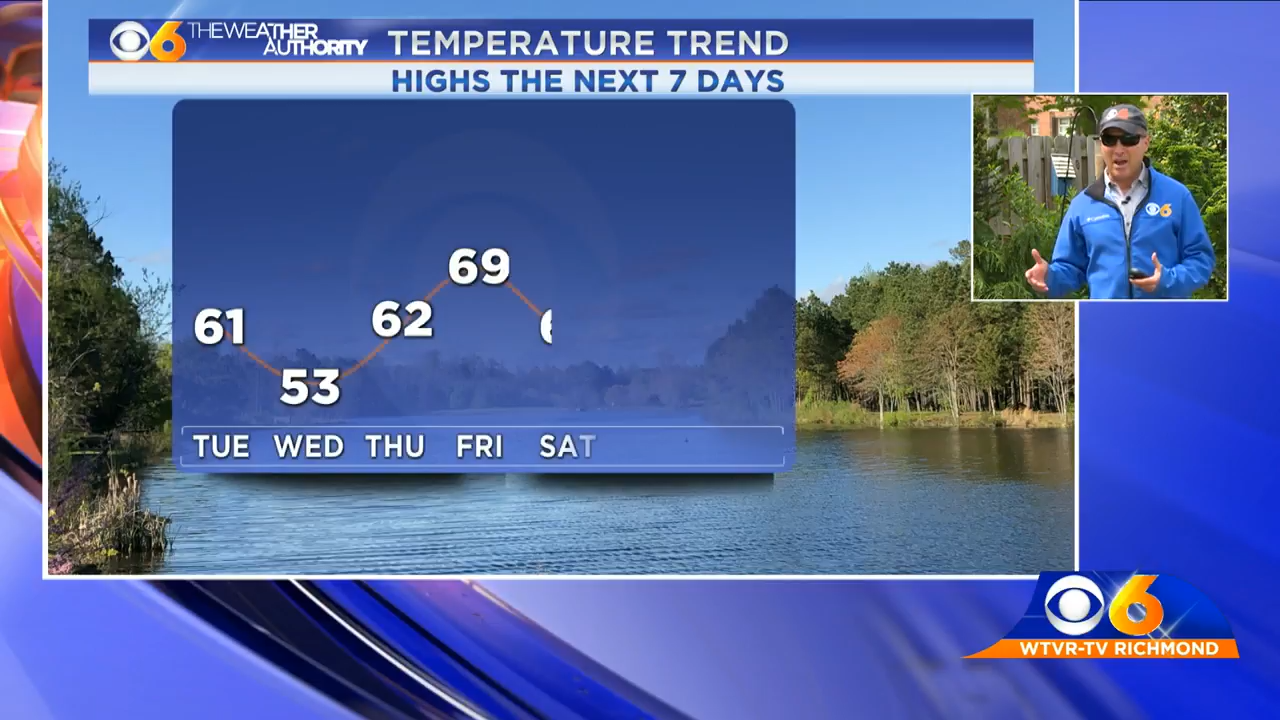 6 THE WEATHER AUTHORITY TEMPERATURE TREND
HIGHS THE NEXT 7 DAYS
69
61 62
53
TUE WED THU FRI SAT
6
6
WTVR-TV RICHMOND